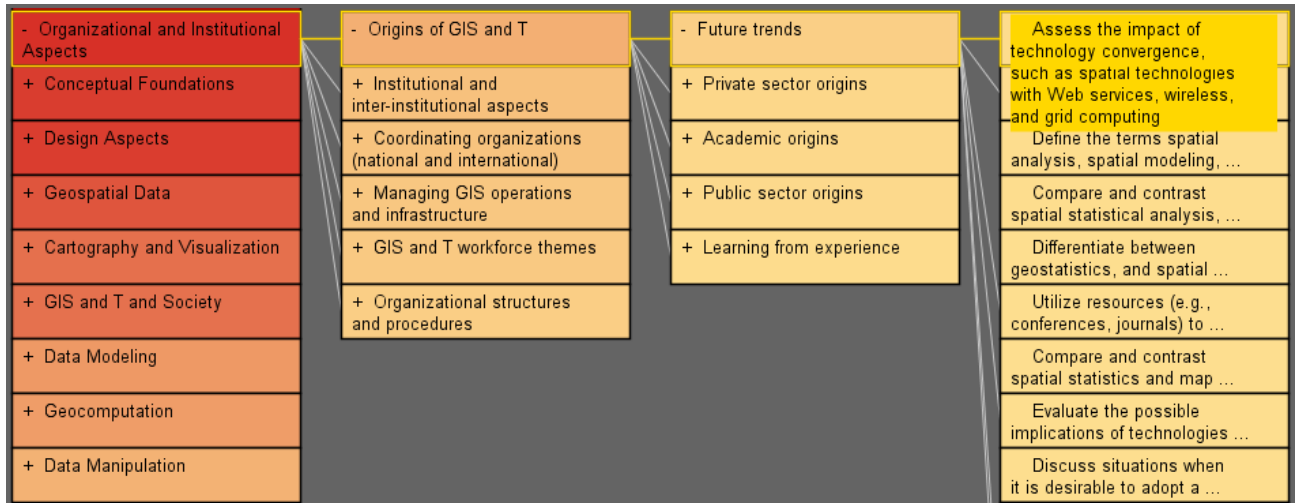 - Organizational and Institutional
Aspects
+ Conceptual Foundations
+ Design Aspects
+ Geospatial Data
+ Cartography and Visualization
+ GIS and T and Society
+ Data Modeling
+ Geocomputation
+ Data Manipulation
- Origins of GIS and T
+ Institutional and
inter-institutional aspects
+ Coordinating organizations
(national and international)
+ Managing GIS operations
and infrastructure
+ GIS and T workforce themes
+ Organizational structures
and procedures
- Future trends
+ Private sector origins
+ Academic origins
+ Public sector origins
+ Learning from experience
Assess the impact of
technology convergence,
such as spatial technologies
with Web services, wireless,
and grid computing
Define the terms spatial
analysis, spatial modeling, ...
Compare and contrast
spatial statistical analysis, ...
Differentiate between
geostatistics, and spatial ...
Utilize resources (e.g.,
conferences, journals) to ...
Compare and contrast
spatial statistics and map ...
Evaluate the possible
implications of technologies ...
Discuss situations when
it is desirable to adopt a ...